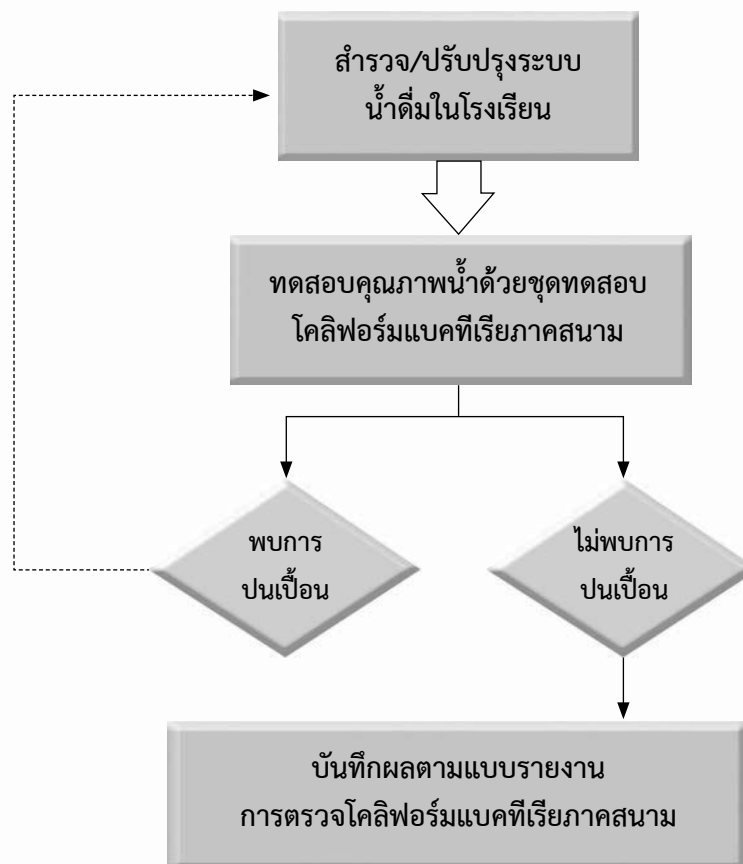 สำรวจ/ปรับปรุงระบบ
น้ำดื่มในโรงเรียน
ทดสอบคุณภาพน้ำด้วยชุดทดสอบ
โคลิฟอร์มแบคทีเรียภาคสนาม
พบการ
ปนเปื้อน
ไม่พบการ
ปนเปื้อน
บันทึกผลตามแบบรายงาน
การตรวจโคลิฟอร์มแบคทีเรียภาคสนาม